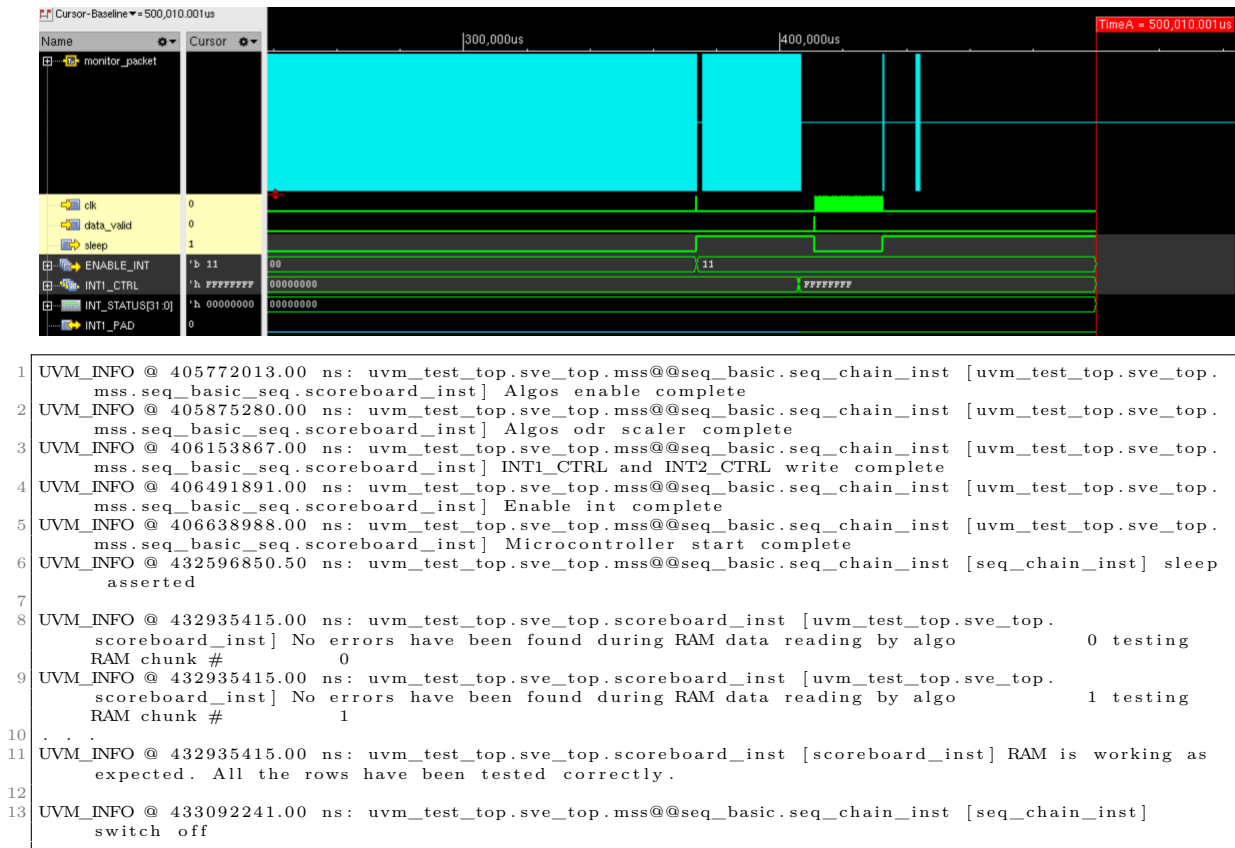 Cursor-Baseline ▾= 500,010.001us
TimeA = 500,010.001us
Name Cursor 300,000us 400,000us
monitor_packet
clk 0
data_valid 0
sleep 1
ENABLE_INT 'b 11 00 11
INT1_CTRL 'h FFFFFFFF 00000000 FFFFFFFF
INT_STATUS[31:0] 'h 00000000 00000000
INT1_PAD 0
1 UVM_INFO @ 405772013.00 ns: uvm_test_top.sve_top.mss@@seq_basic.seq_chain_inst [uvm_test_top.sve_top.
mss.seq_basic_seq.scoreboard_inst] Algos enable complete
2 UVM_INFO @ 405875280.00 ns: uvm_test_top.sve_top.mss@@seq_basic.seq_chain_inst [uvm_test_top.sve_top.
mss.seq_basic_seq.scoreboard_inst] Algos odr scaler complete
3 UVM_INFO @ 406153867.00 ns: uvm_test_top.sve_top.mss@@seq_basic.seq_chain_inst [uvm_test_top.sve_top.
mss.seq_basic_seq.scoreboard_inst] INT1_CTRL and INT2_CTRL write complete
4 UVM_INFO @ 406491891.00 ns: uvm_test_top.sve_top.mss@@seq_basic.seq_chain_inst [uvm_test_top.sve_top.
mss.seq_basic_seq.scoreboard_inst] Enable int complete
5 UVM_INFO @ 406638988.00 ns: uvm_test_top.sve_top.mss@@seq_basic.seq_chain_inst [uvm_test_top.sve_top.
mss.seq_basic_seq.scoreboard_inst] Microcontroller start complete
6 UVM_INFO @ 432596850.50 ns: uvm_test_top.sve_top.mss@@seq_basic.seq_chain_inst [seq_chain_inst] sleep
asserted
7
8 UVM_INFO @ 432935415.00 ns: uvm_test_top.sve_top.scoreboard_inst [uvm_test_top.sve_top.
scoreboard_inst] No errors have been found during RAM data reading by algo 0 testing
RAM chunk # 0
9 UVM_INFO @ 432935415.00 ns: uvm_test_top.sve_top.scoreboard_inst [uvm_test_top.sve_top.
scoreboard_inst] No errors have been found during RAM data reading by algo 1 testing
RAM chunk # 1
10 . . .
11 UVM_INFO @ 432935415.00 ns: uvm_test_top.sve_top.scoreboard_inst [scoreboard_inst] RAM is working as
expected. All the rows have been tested correctly.
12
13 UVM_INFO @ 433092241.00 ns: uvm_test_top.sve_top.mss@@seq_basic.seq_chain_inst [seq_chain_inst]
switch off